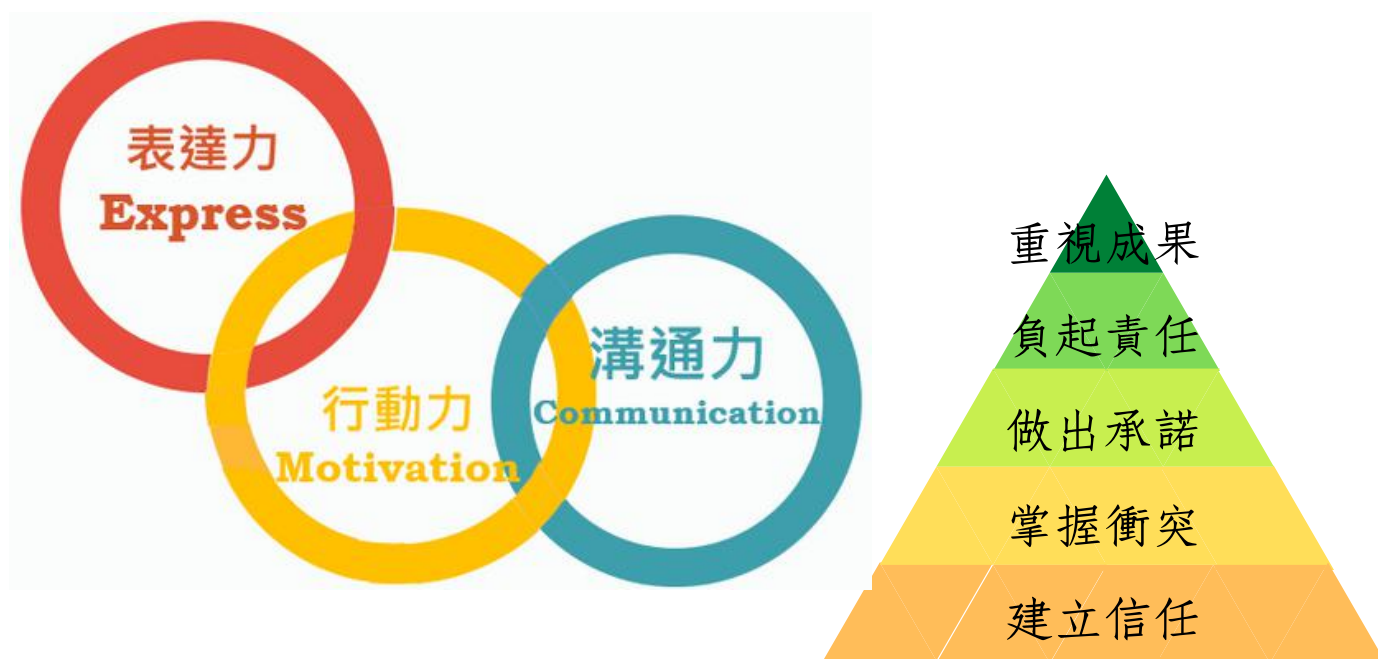 表達力
Express
行動力
Motivation
溝通力
Communication
重視成果
負起責任
做出承諾
掌握衝突
建立信任